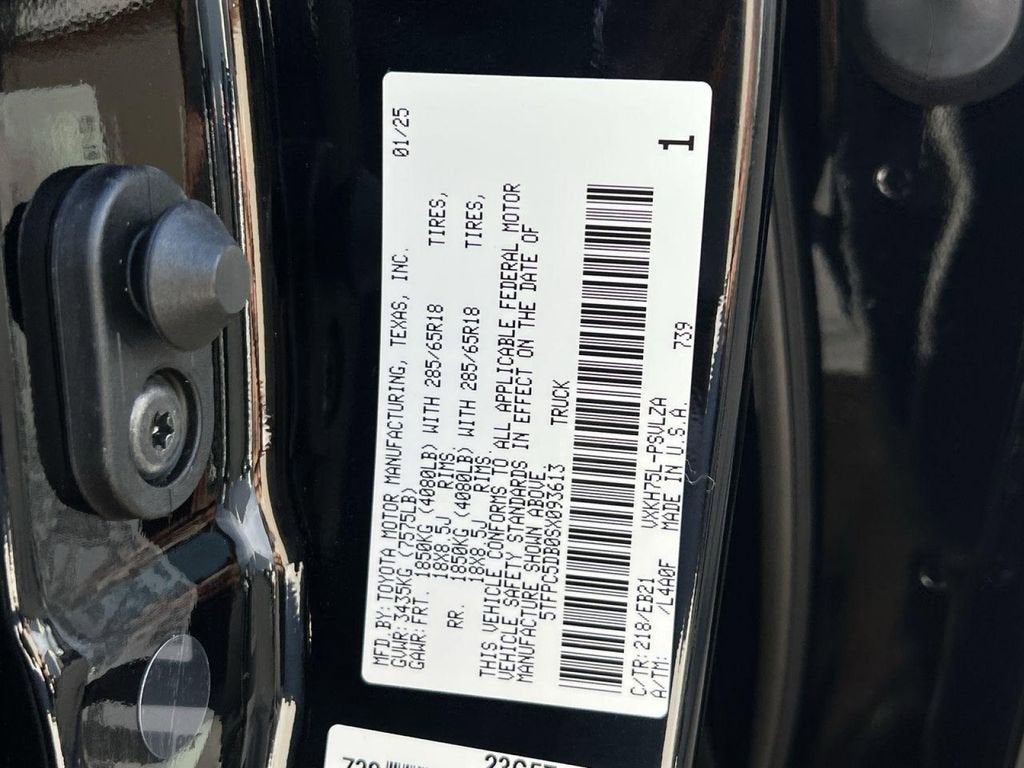 MFD.BY:TOYOTA MOTOR MANUFACTURING, TEXAS, INC. 01/25
GVWR:3435KG (7575LB)
GAWR:FRT. 1850KG (4080LB) WITH 285/65R18 TIRES,
18X8.5J RIMS.
RR. 1850KG (4080LB) WITH 285/65R18 TIRES,
18X8.5J RIMS.
THIS VEHICLE CONFORMS TO ALL APPLICABLE FEDERAL MOTOR
VEHICLE SAFETY STANDARDS IN EFFECT ON THE DATE OF
MANUFACTURE SHOWN ABOVE.
5TFPC5DB0SX093613 TRUCK
C/TR:218/EB21 VXKH75L-PSVLZA
A/TM: /L4A0F MADE IN U.S.A. 739
1